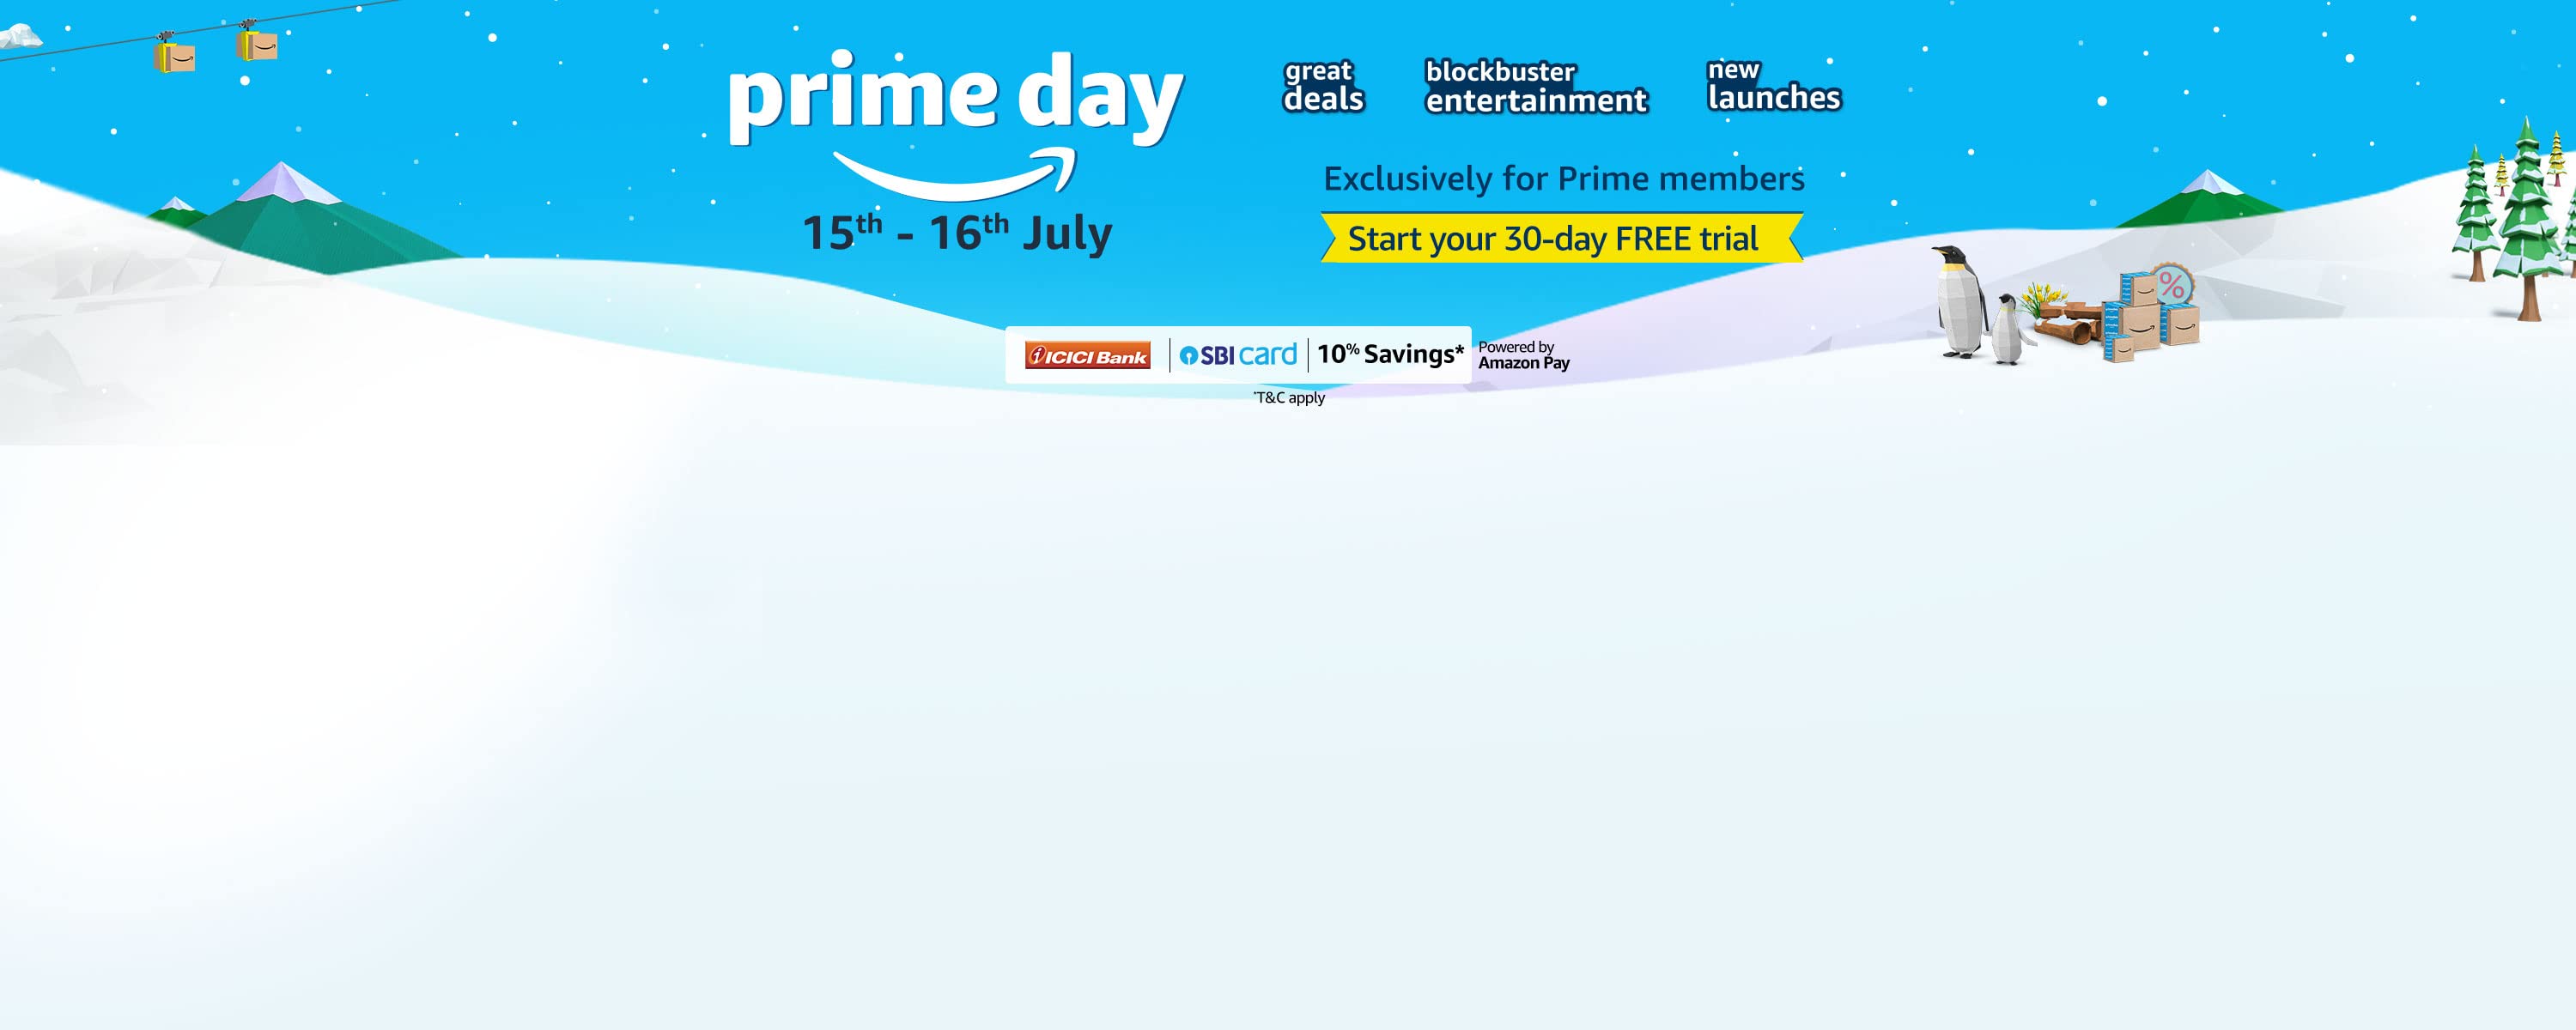 prime day
15th - 16th July
great
deals
blockbuster
entertainment
new
launches
Exclusively for Prime members
Start your 30-day FREE trial
%
ICICI Bank
SBI card
10% Savings*
Powered by
Amazon Pay
*T&C apply